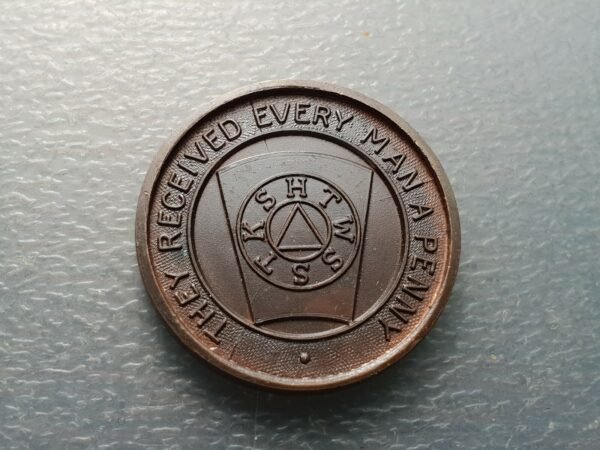 THEY RECEIVED EVERY MAN A PENNY
HTWSSTKS